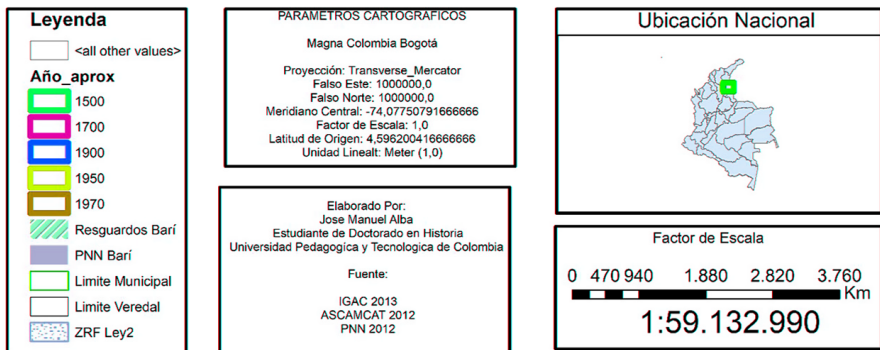 Leyenda
<all other values>
Año_aprox
1500
1700
1900
1950
1970
Resguardos Barí
PNN Barí
Limite Municipal
Limite Veredal
ZRF Ley2
PARAMETROS CARTOGRAFICOS
Magna Colombia Bogotá
Proyección: Transverse_Mercator
Falso Este: 1000000,0
Falso Norte: 1000000,0
Meridiano Central: -74,07750791666666
Factor de Escala: 1,0
Latitud de Origen: 4,596200416666666
Unidad Linealt: Meter (1,0)
Elaborado Por:
Jose Manuel Alba
Estudiante de Doctorado en Historia
Universidad Pedagogíca y Tecnologica de Colombia
Fuente:
IGAC 2013
ASCAMCAT 2012
PNN 2012
Ubicación Nacional
Factor de Escala
0 470 940 1.880 2.820 3.760
Km
1:59.132.990